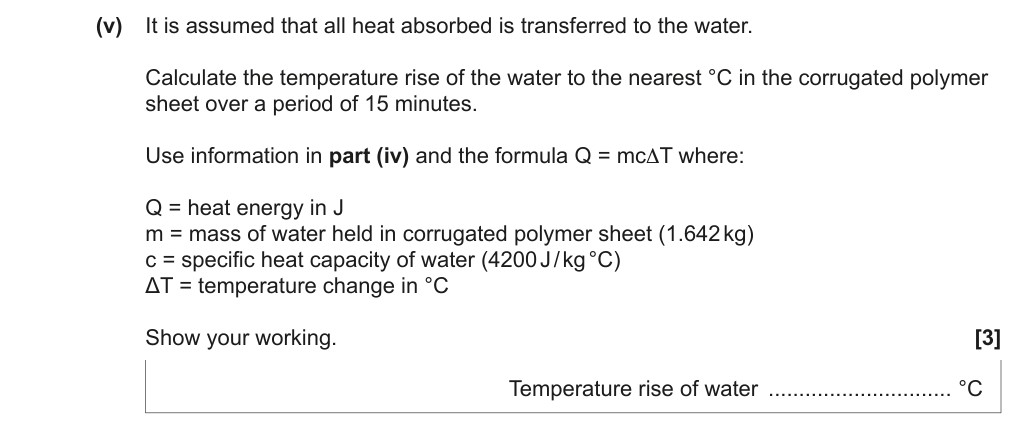 (v) It is assumed that all heat absorbed is transferred to the water.
Calculate the temperature rise of the water to the nearest °C in the corrugated polymer
sheet over a period of 15 minutes.
Use information in part (iv) and the formula Q = mcΔT where:
Q = heat energy in J
m = mass of water held in corrugated polymer sheet (1.642 kg)
c = specific heat capacity of water (4200 J/kg °C)
ΔT = temperature change in °C
Show your working. [3]
Temperature rise of water .............................. °C